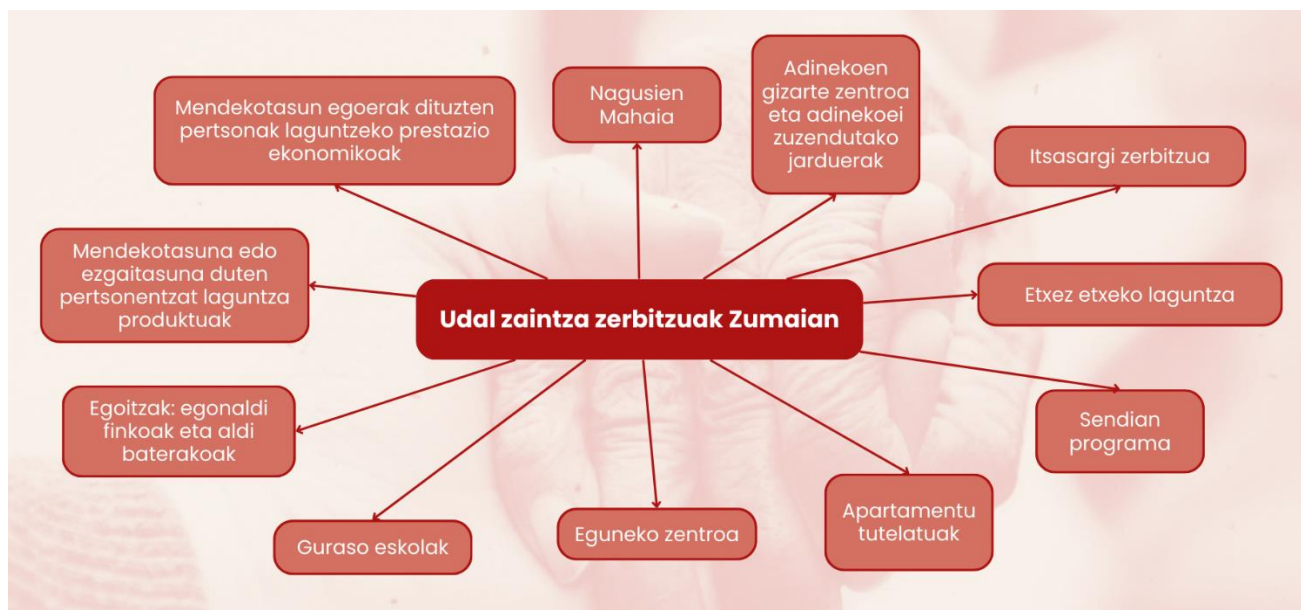 Mendekotasun egoerak dituzten
pertsonak laguntzeko prestazio
ekonomikoak
Nagusien
Mahaia
Adinekoen
gizarte zentroa
eta adinekoei
zuzendutako
jarduerak
Itsasargi zerbitzua
Mendekotasuna edo
ezgaitasuna duten
pertsonentzat laguntza
produktuak
Udal zaintza zerbitzuak Zumaian
Etxez etxeko laguntza
Egoitzak: egonaldi
finkoak eta aldi
baterakoak
Sendian
programa
Guraso eskolak
Eguneko zentroa
Apartamentu
tutelatuak